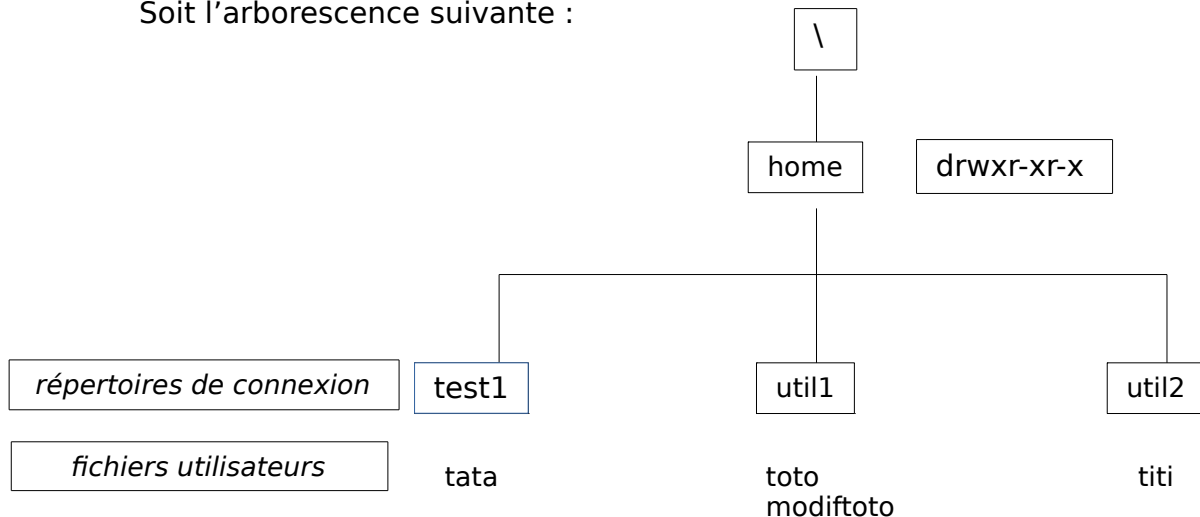 Soit l’arborescence suivante :
\
home
drwxr-xr-x
répertoires de connexion
test1
util1
util2
fichiers utilisateurs
tata
toto
titi
modiftoto